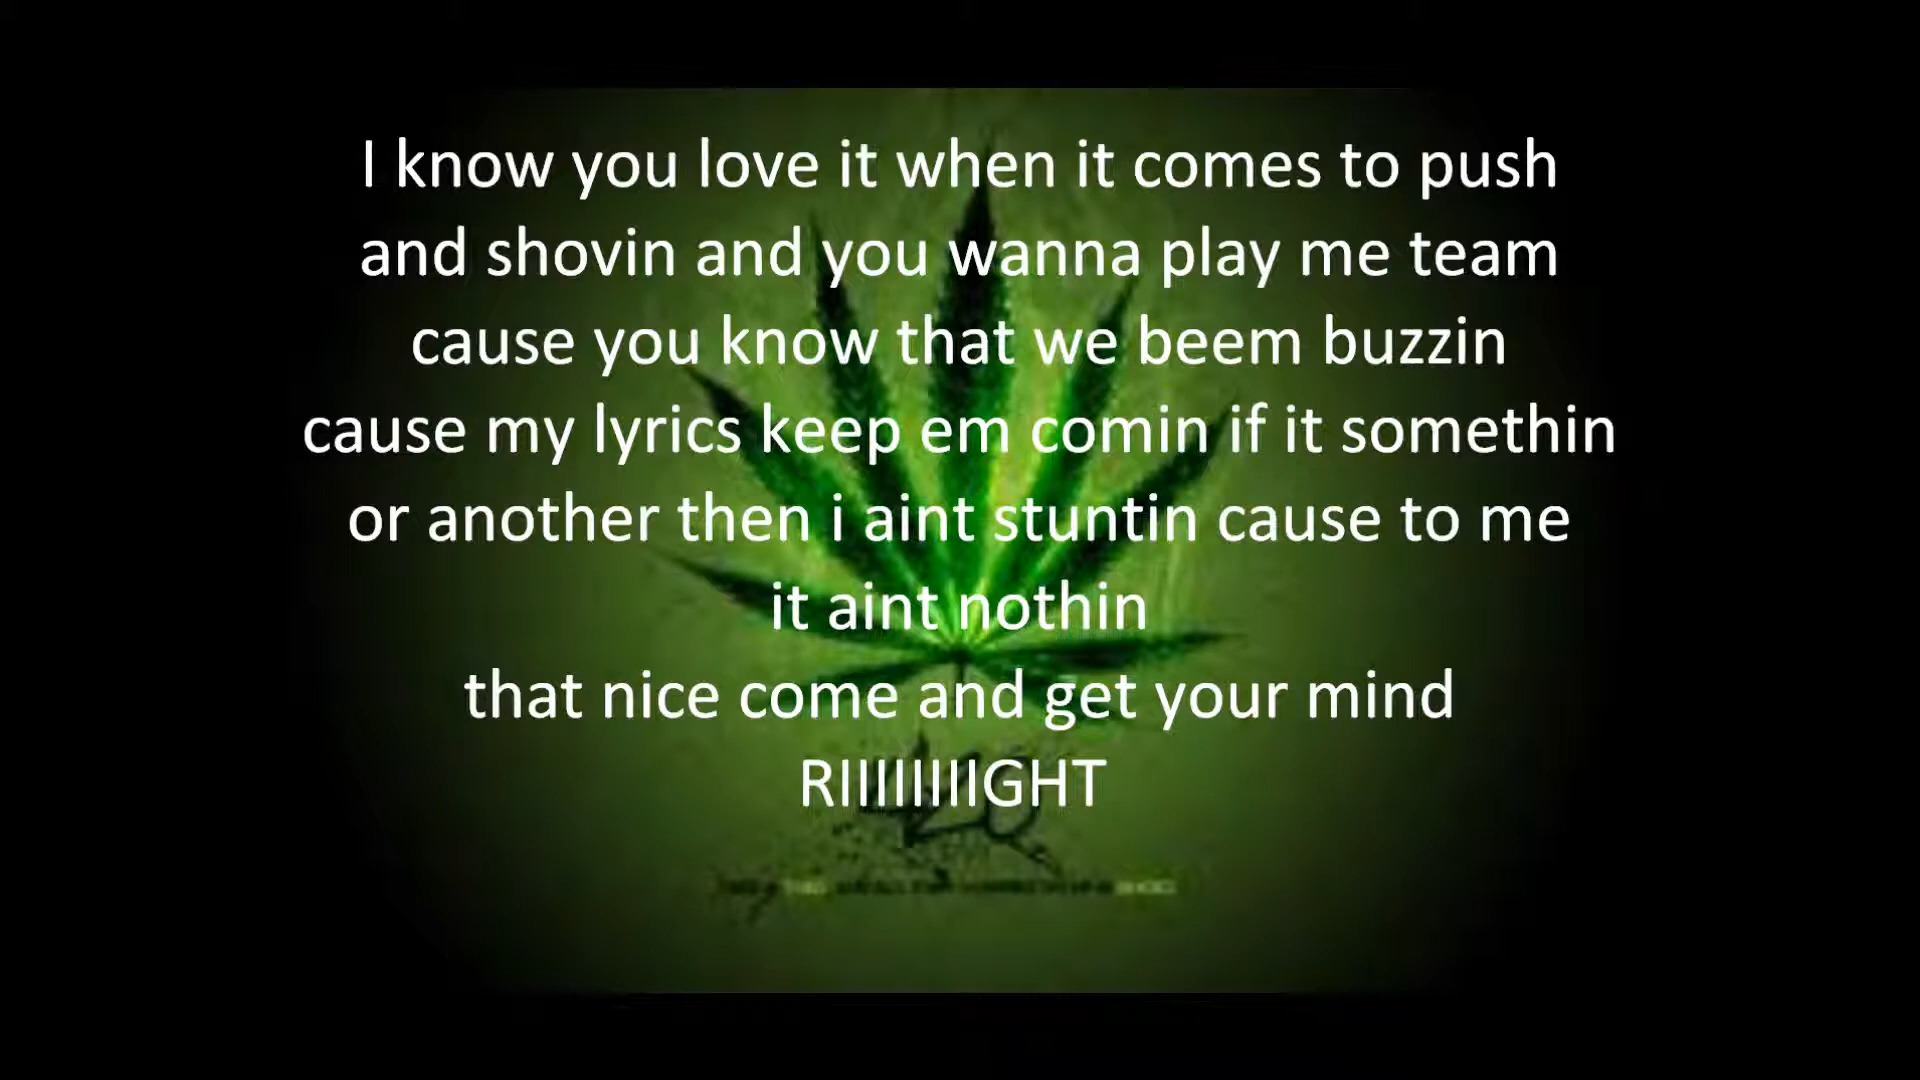 I know you love it when it comes to push
and shovin and you wanna play me team
cause you know that we beem buzzin
cause my lyrics keep em comin if it somethin
or another then i aint stuntin cause to me
it aint nothin
that nice come and get your mind
RIIIIIIIIGHT
420